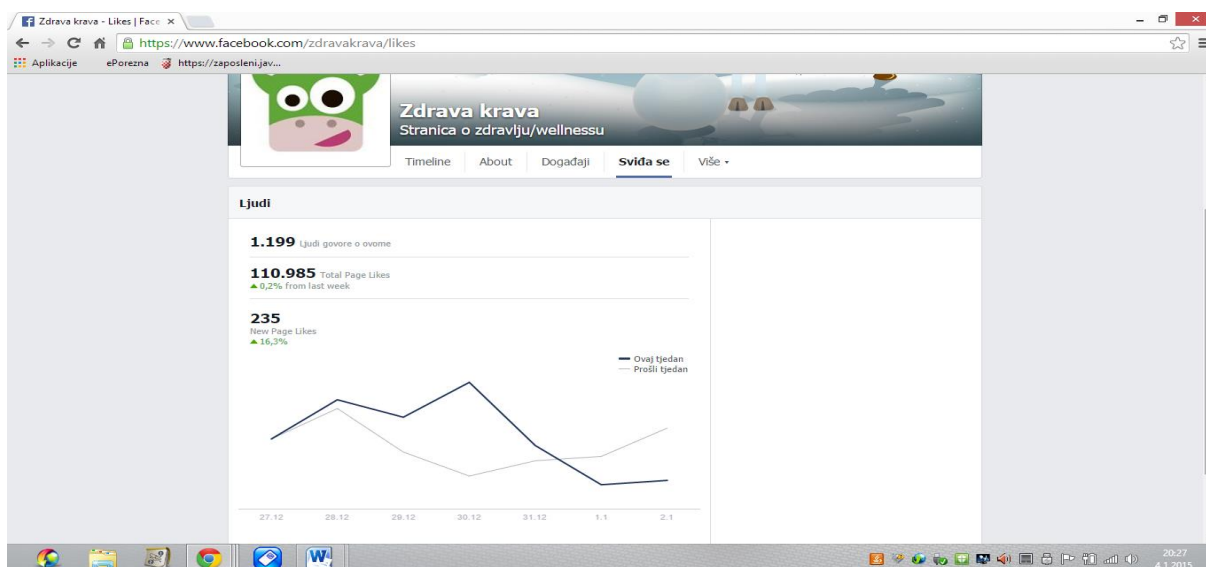 Zdrava krava - Likes | Face
https://www.facebook.com/zdravakrava/likes
Aplikacije ePorezna https://zaposleni.jav...
Zdrava krava
Stranica o zdravlju/wellnessu
Timeline About Događaji Sviđa se Više
Ljudi
1.199 Ljudi govore o ovome
110.985 Total Page Likes
0,2% from last week
235
New Page Likes
16,3%
Ovaj tjedan
Prošli tjedan
27.12 28.12 29.12 30.12 31.12 1.1 2.1
20:27
4.1.2015